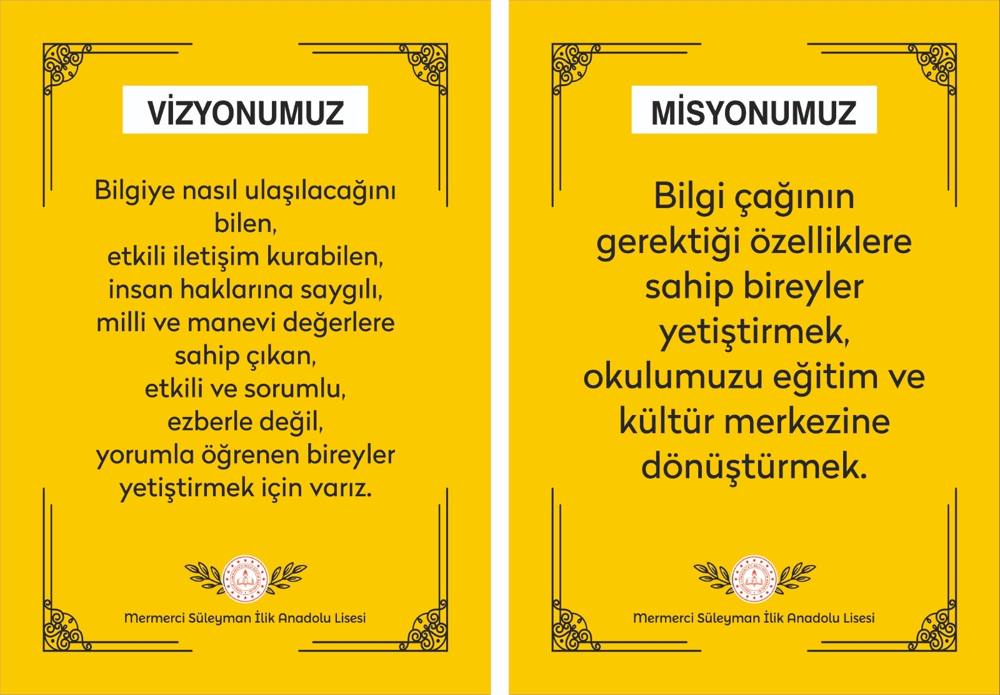 VİZYONUMUZ
Bilgiye nasıl ulaşılacağını
bilen,
etkili iletişim kurabilen,
insan haklarına saygılı,
milli ve manevi değerlere
sahip çıkan,
etkili ve sorumlu,
ezberle değil,
yorumla öğrenen bireyler
yetiştirmek için varız.
Mermerci Süleyman İlik Anadolu Lisesi
MİSYONUMUZ
Bilgi çağının
gerektiği özelliklere
sahip bireyler
yetiştirmek,
okulumuzu eğitim ve
kültür merkezine
dönüştürmek.
Mermerci Süleyman İlik Anadolu Lisesi